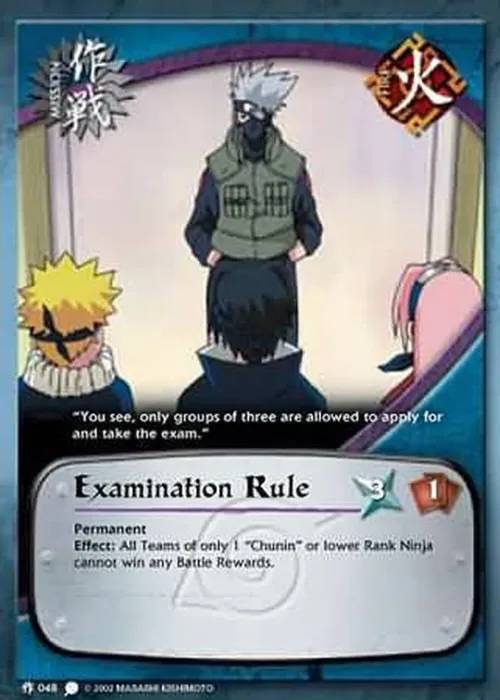 MISSION
作戦
FIRE
火
"You see, only groups of three are allowed to apply for
and take the exam."
Examination Rule
3
1
Permanent
Effect: All Teams of only 1 "Chunin" or lower Rank Ninja
cannot win any Battle Rewards.
048 © 2002 MASASHI KISHIMOTO